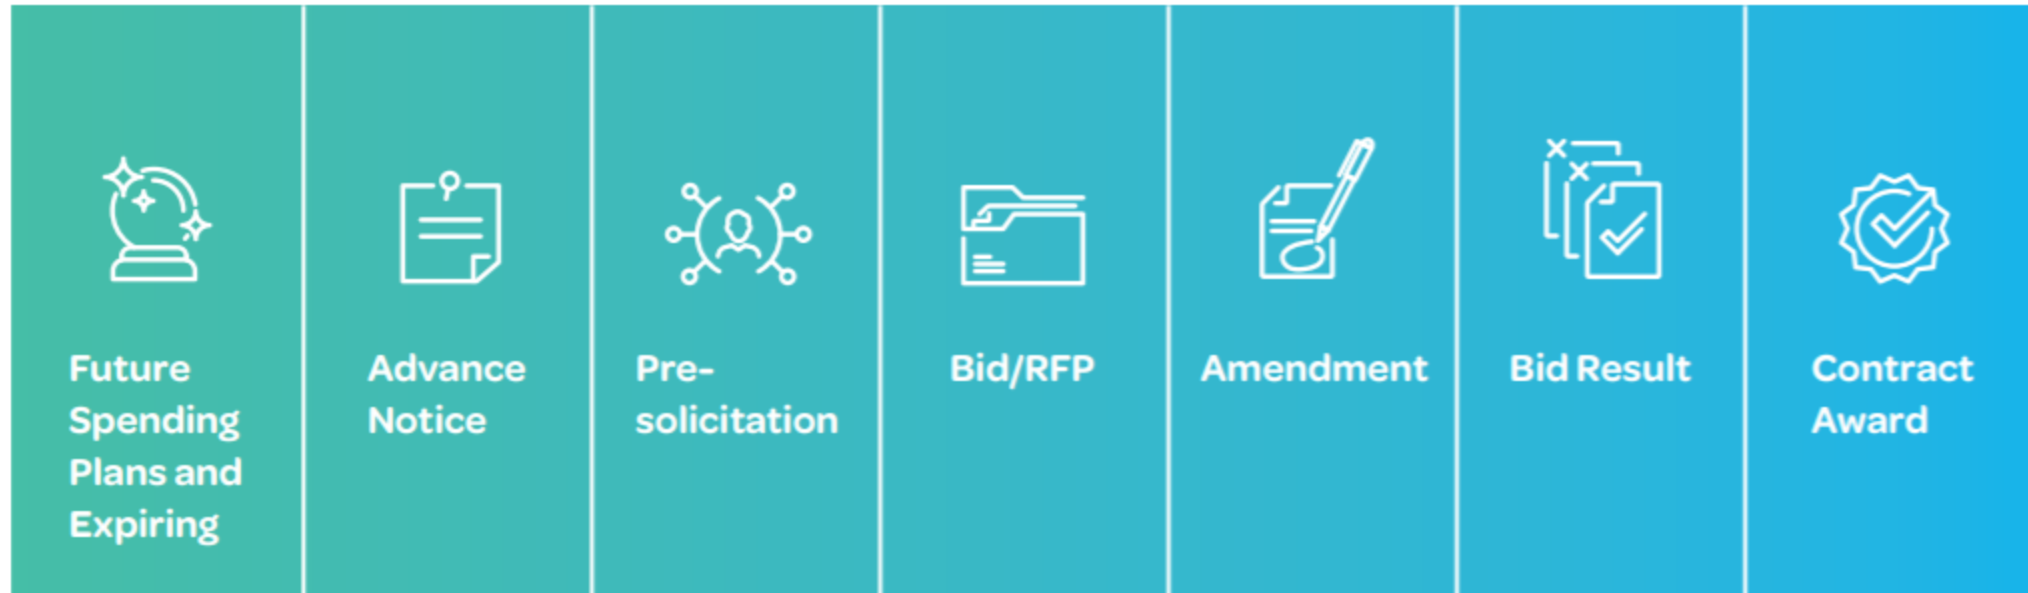 Future
Spending
Plans and
Expiring
Advance
Notice
Pre-
solicitation
Bid/RFP
Amendment
Bid Result
Contract
Award